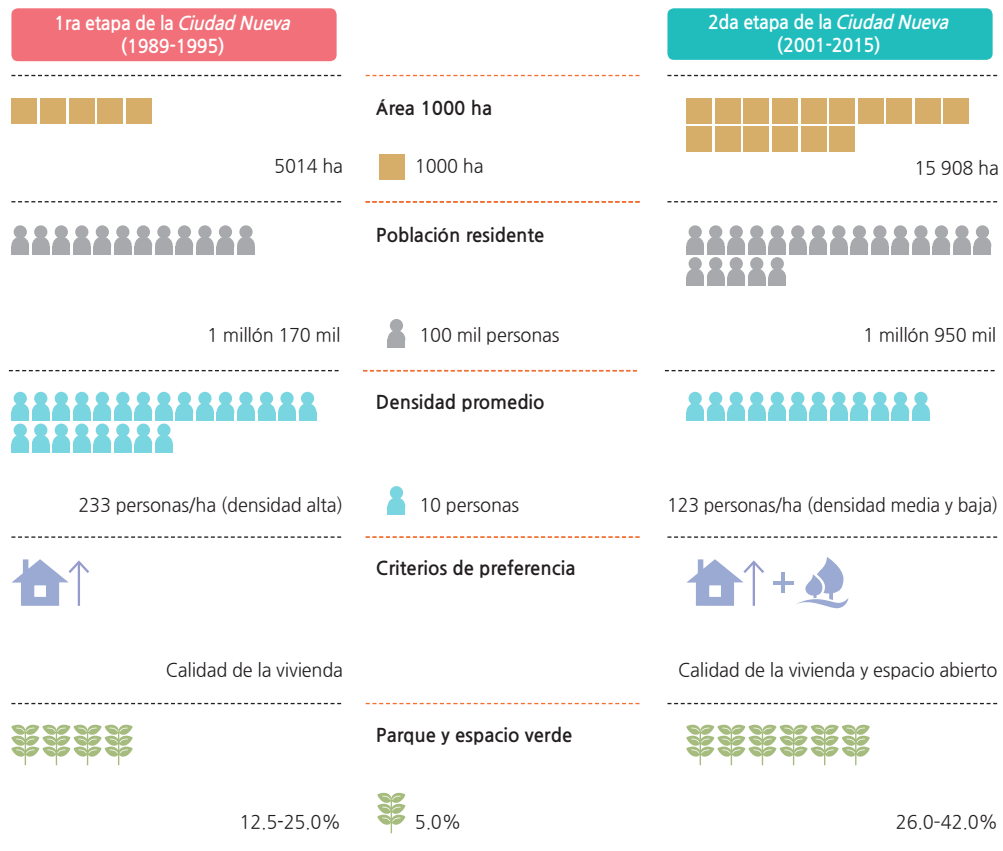 1ra etapa de la Ciudad Nueva
(1989-1995)
2da etapa de la Ciudad Nueva
(2001-2015)
Área 1000 ha
5014 ha
1000 ha
15 908 ha
Población residente
1 millón 170 mil
100 mil personas
1 millón 950 mil
Densidad promedio
233 personas/ha (densidad alta)
10 personas
123 personas/ha (densidad media y baja)
Criterios de preferencia
Calidad de la vivienda
Calidad de la vivienda y espacio abierto
Parque y espacio verde
12.5-25.0%
5.0%
26.0-42.0%